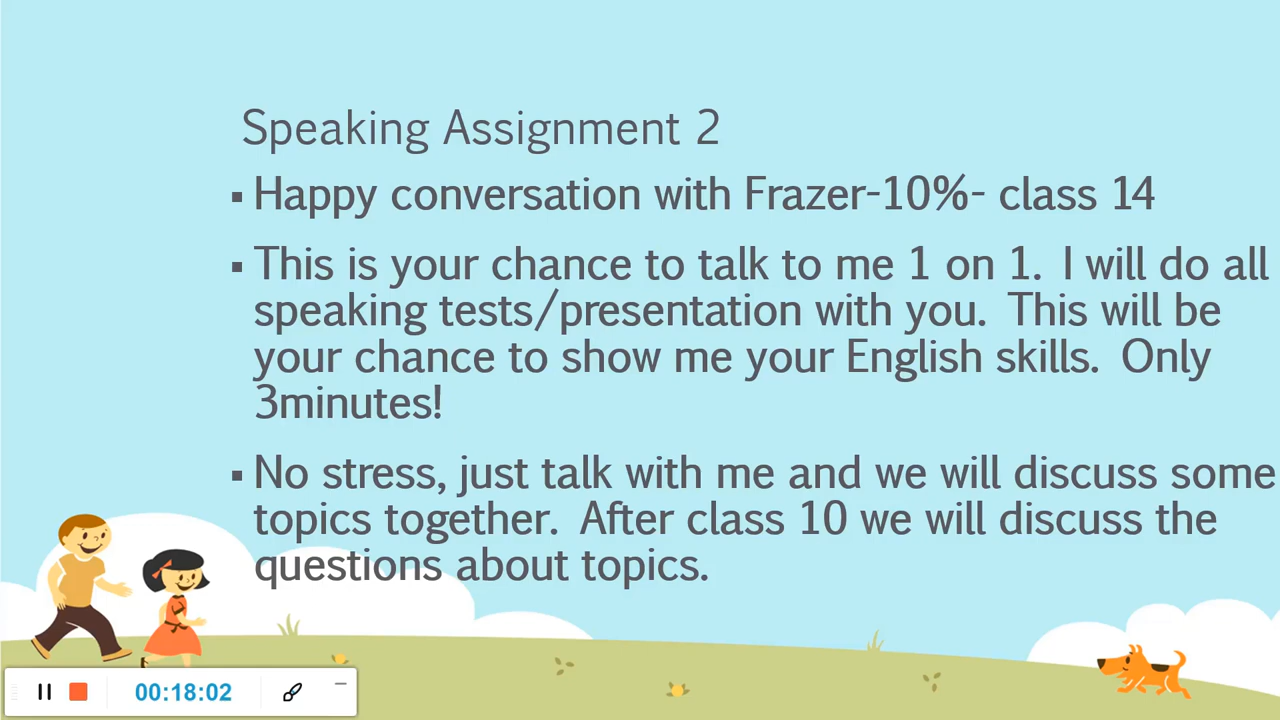 Speaking Assignment 2
▪ Happy conversation with Frazer-10%- class 14
▪ This is your chance to talk to me 1 on 1.  I will do all
speaking tests/presentation with you.  This will be
your chance to show me your English skills.  Only
3minutes!
▪ No stress, just talk with me and we will discuss some
topics together.  After class 10 we will discuss the
questions about topics.
00:18:02